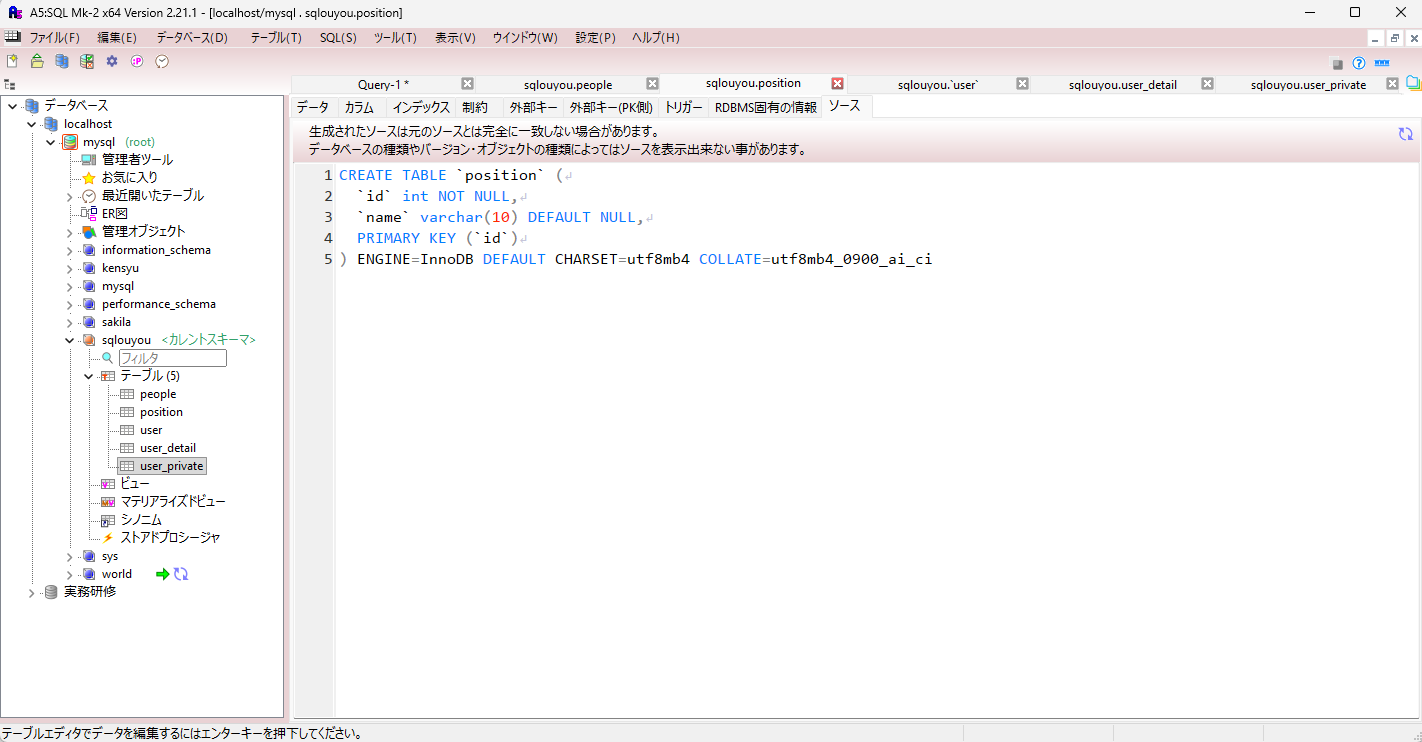 A5:SQL Mk-2 x64 Version 2.21.1 - [localhost/mysql . sqlouyou.position]
ファイル(F) 編集(E) データベース(D) テーブル(T) SQL(S) ツール(T) 表示(V) ウインドウ(W) 設定(P) ヘルプ(H)
Query-1 * sqlouyou.people sqlouyou.position sqlouyou.`user` sqlouyou.user_detail sqlouyou.user_private
データベース
localhost
mysql (root)
管理者ツール
お気に入り
最近開いたテーブル
ER図
管理オブジェクト
information_schema
kensyu
mysql
performance_schema
sakila
sqlouyou <カレントスキーマ>
フィルタ
テーブル (5)
people
position
user
user_detail
user_private
ビュー
マテリアライズドビュー
シノニム
ストアドプロシージャ
sys
world
実務研修
データ カラム インデックス 制約 外部キー 外部キー(PK側) トリガー RDBMS固有の情報 ソース
生成されたソースは元のソースとは完全に一致しない場合があります。
データベースの種類やバージョン・オブジェクトの種類によってはソースを表示出来ない事があります。
1 CREATE TABLE `position` (
2 `id` int NOT NULL,
3 `name` varchar(10) DEFAULT NULL,
4 PRIMARY KEY (`id`)
5 ) ENGINE=InnoDB DEFAULT CHARSET=utf8mb4 COLLATE=utf8mb4_0900_ai_ci
テーブルエディタでデータを編集するにはエンターキーを押下してください。